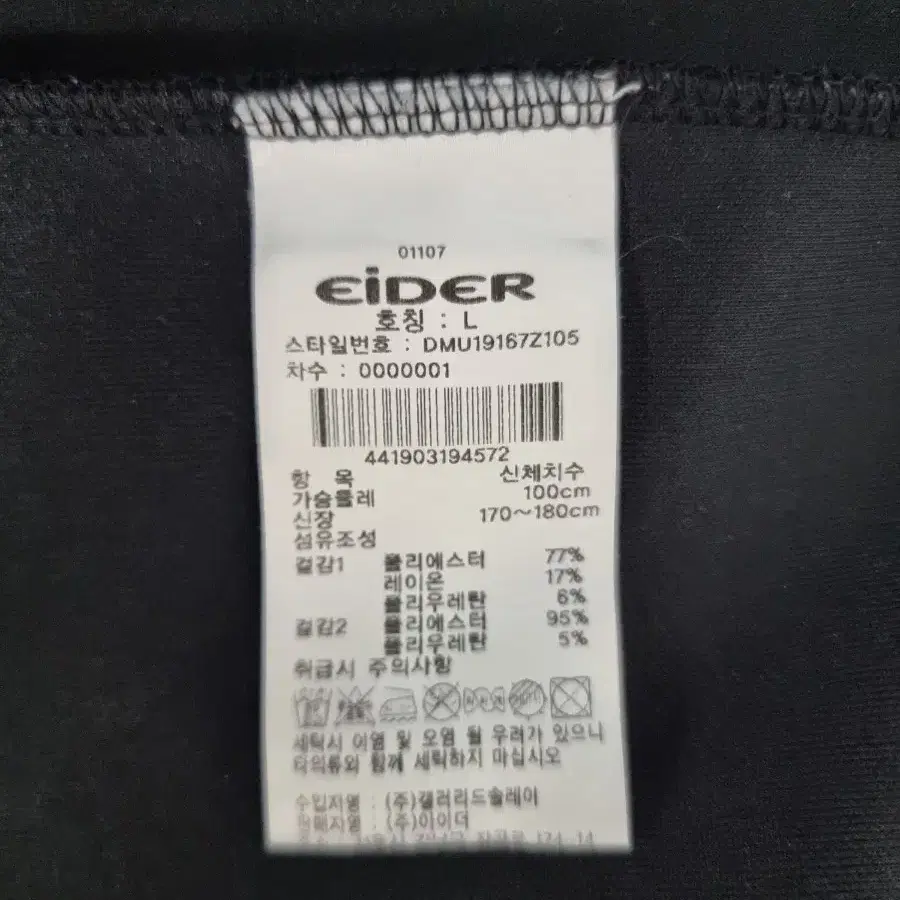 01107
EiDER
호칭 : L
스타일번호 : DMU19167Z105
차수 : 0000001
441903194572
항 목 신체치수
가슴둘레 100cm
신장 170~180cm
섬유조성
겉감1 폴리에스터 77%
레이온 17%
폴리우레탄 6%
겉감2 폴리에스터 95%
폴리우레탄 5%
취급시 주의사항
세탁시 이염 및 오염 될 우려가 있으니
타의류와 함께 세탁하지 마십시오
수입자명 : (주)갤러리드솔레이
판매자명 : (주)아이더